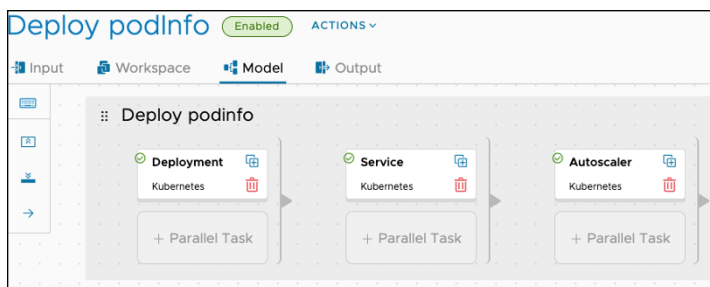 Deploy podInfo Enabled ACTIONS
Input Workspace Model Output
Deploy podinfo
Deployment Service Autoscaler
Kubernetes Kubernetes Kubernetes
+ Parallel Task + Parallel Task + Parallel Task